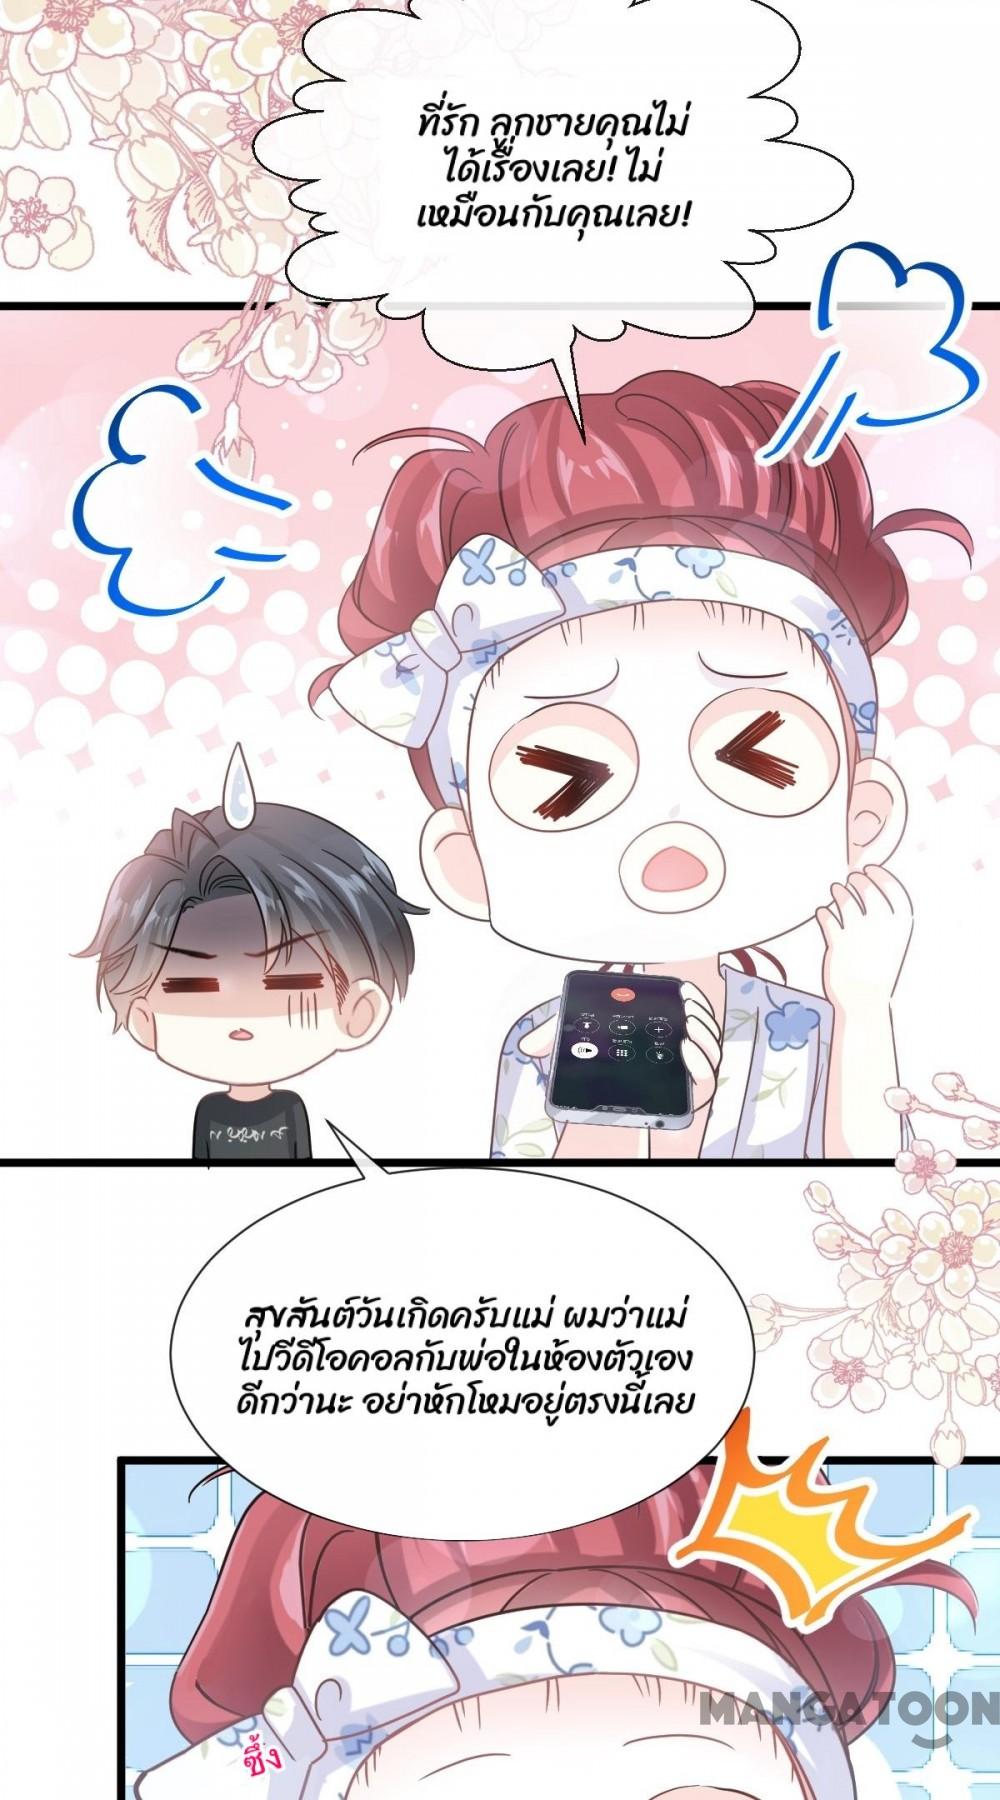 ที่รัก ลูกชายคุณไม่
ได้เรื่องเลย! ไม่
เหมือนกับคุณเลย!
สุขสันต์วันเกิดครับแม่ ผมว่าแม่
ไปวีดีโอคอลกับพ่อในห้องตัวเอง
ดีกว่านะ อย่าหักโหมอยู่ตรงนี้เลย
MANGATOON
ซึ้ง